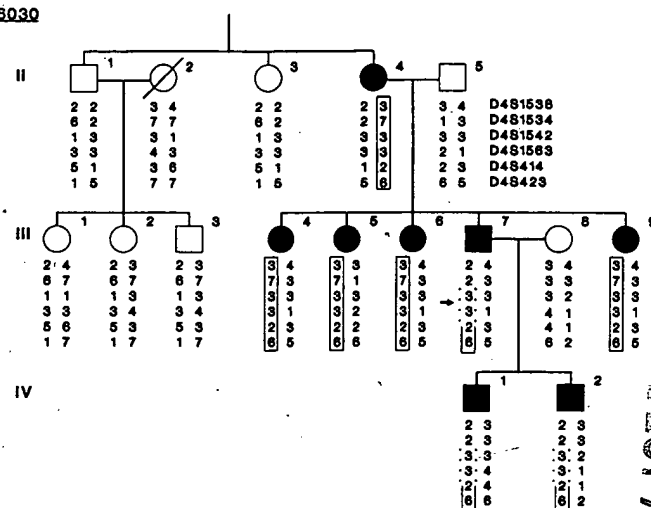 6030
II 1 2 3 4 5
2 2 3 4 2 2 2 3 3 4 D4S1538
6 2 7 7 6 2 2 7 1 3 D4S1534
1 3 3 1 1 3 3 3 3 3 D4S1542
3 3 4 3 3 3 3 3 2 1 D4S1563
5 1 3 6 5 1 1 2 2 3 D4S414
1 5 7 7 1 5 5 6 6 5 D4S423
III 1 2 3 4 5 6 7 8 9
2 4 2 3 2 3 3 4 3 3 3 4 2 4 3 4 3 4
6 7 6 7 6 7 7 3 7 1 7 3 2 3 3 3 7 3
1 1 1 3 1 3 3 3 3 3 3 3 3 3 3 2 3 3
3 3 3 4 3 4 3 1 3 2 3 1 3 1 4 1 3 1
5 6 5 3 5 3 2 3 2 2 2 3 2 3 4 1 2 3
1 7 1 7 1 7 6 5 6 6 6 5 6 5 6 2 6 5
IV 1 2
2 3 2 3
2 3 2 3
3 3 3 2
3 4 3 1
2 4 2 1
6 6 6 2